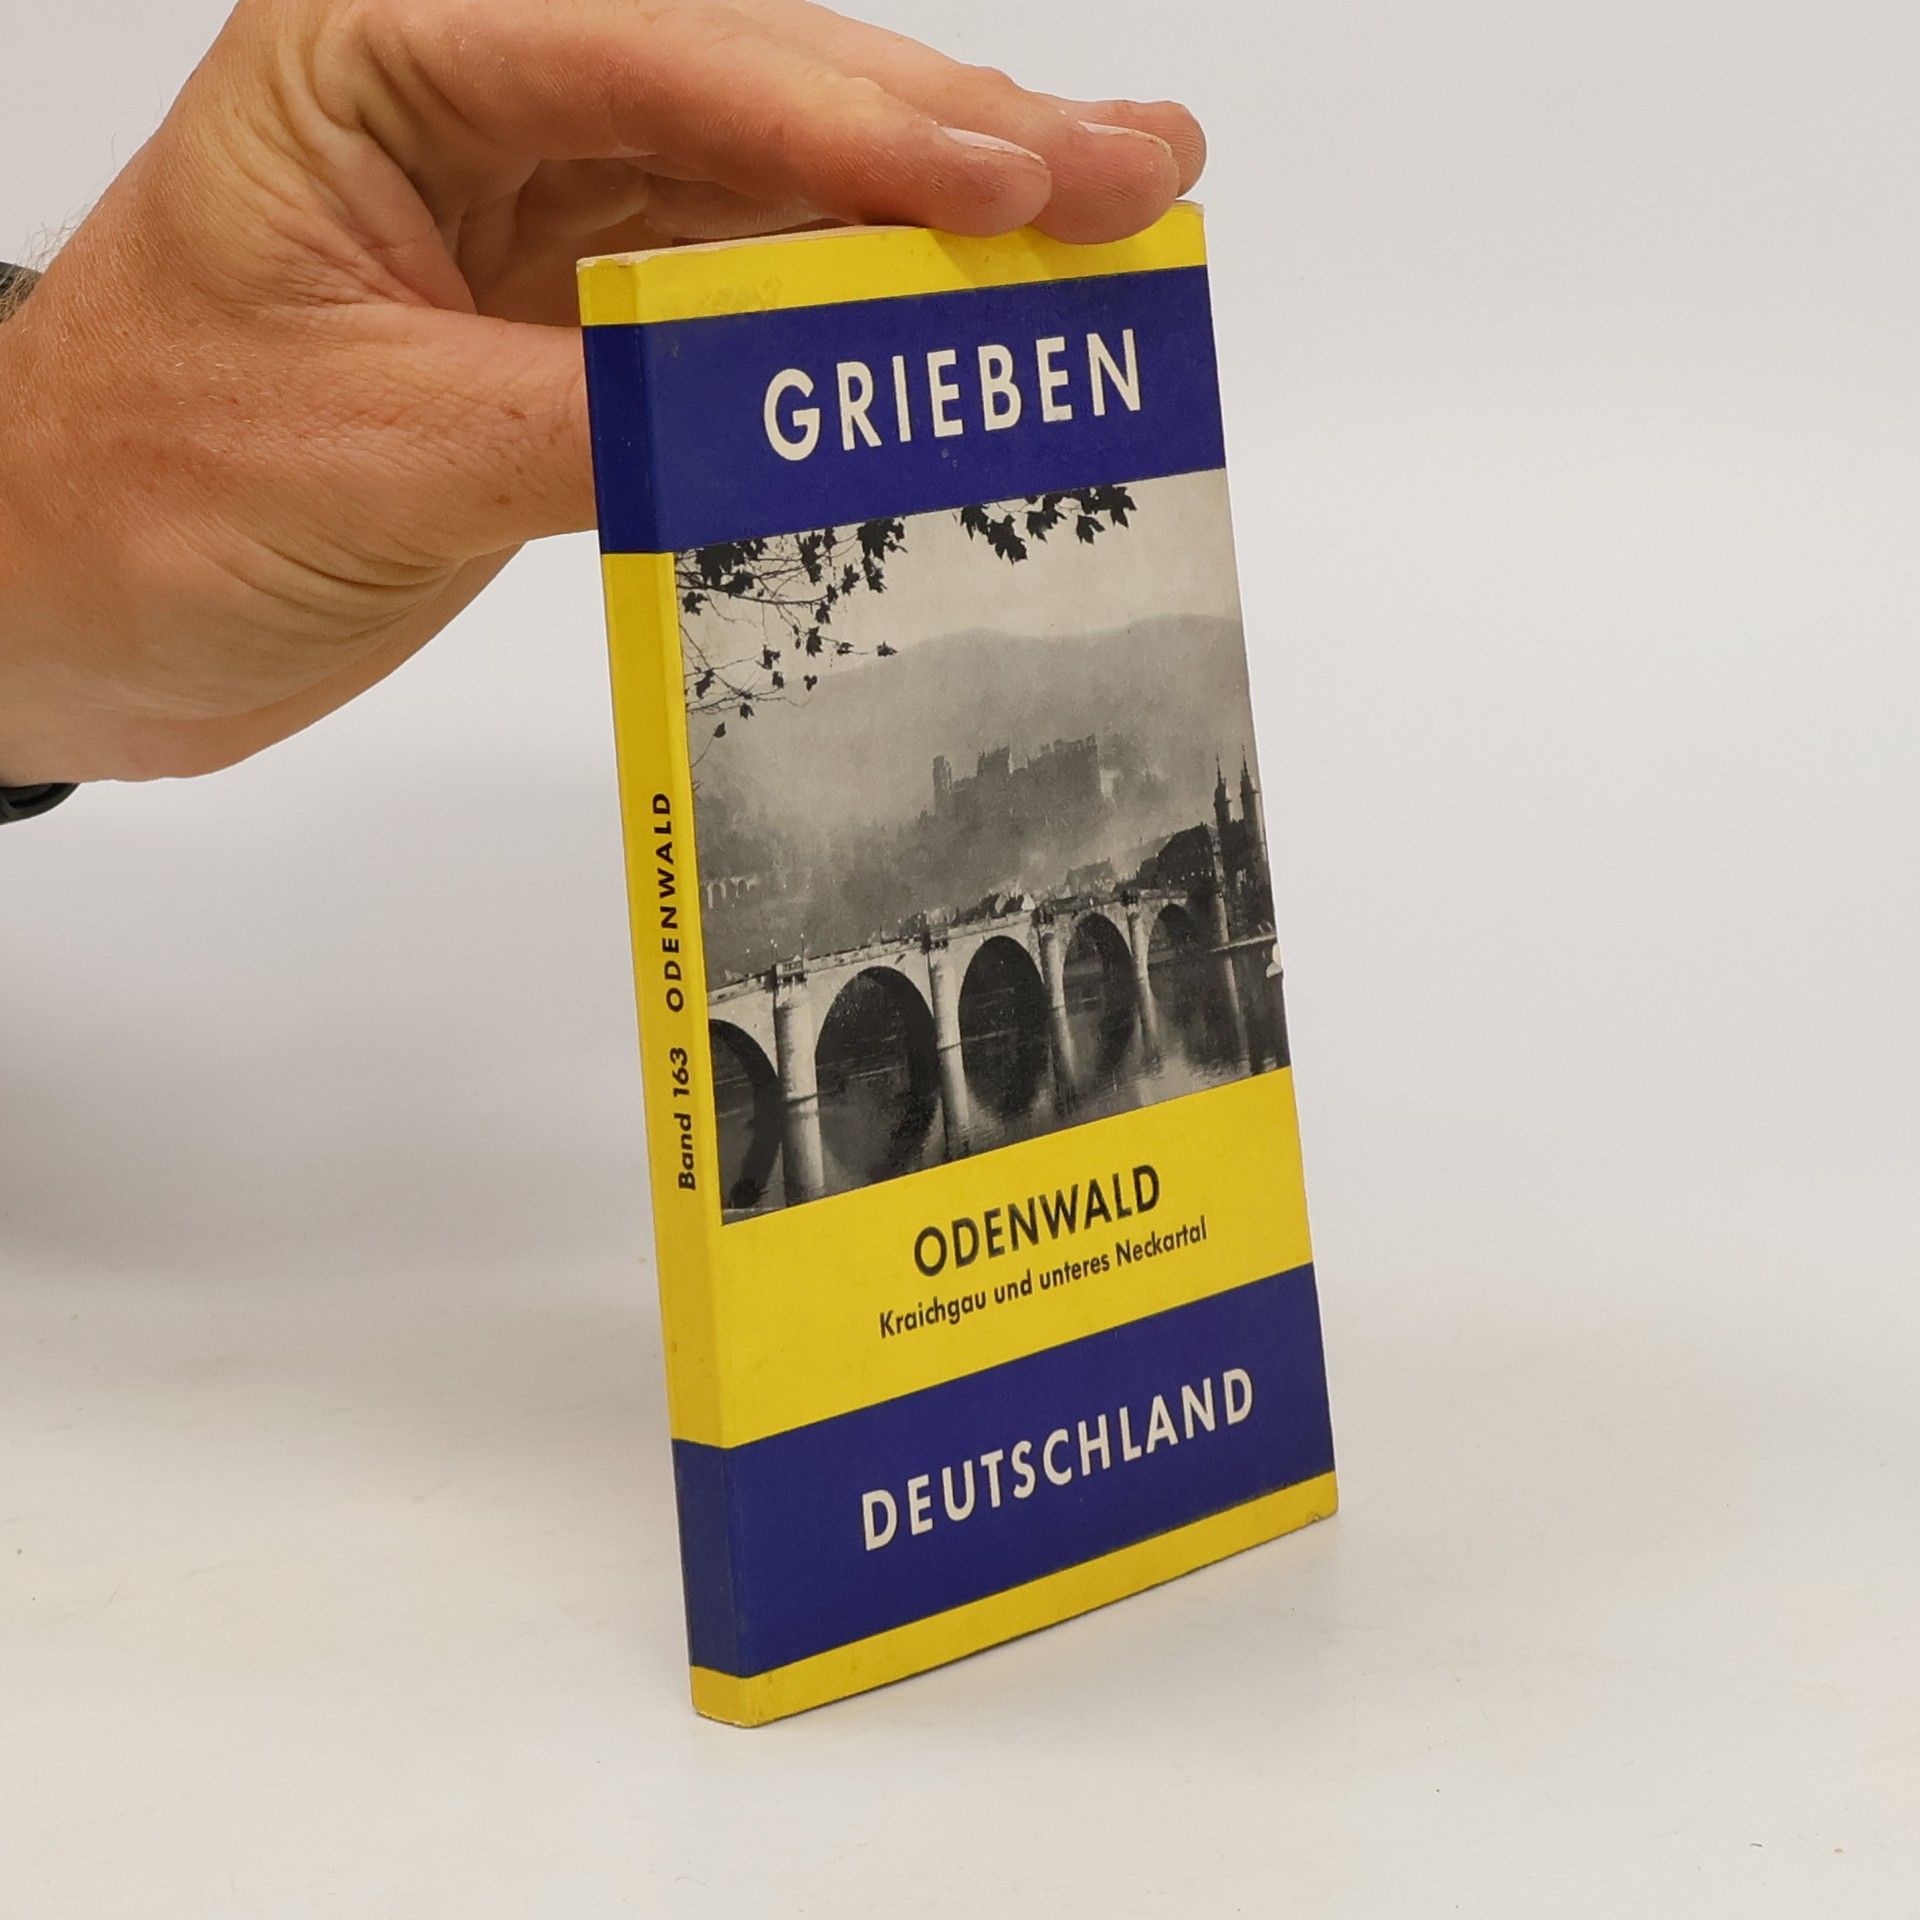 GRIEBEN
ODENWALD
Kraichgau und unteres Neckartal
DEUTSCHLAND
Band 163 ODENWALD